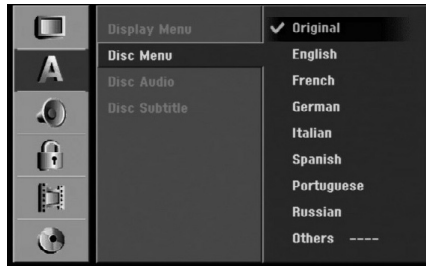 Display Menu
Disc Menu
Disc Audio
Disc Subtitle
A
✓ Original
English
French
German
Italian
Spanish
Portuguese
Russian
Others ----